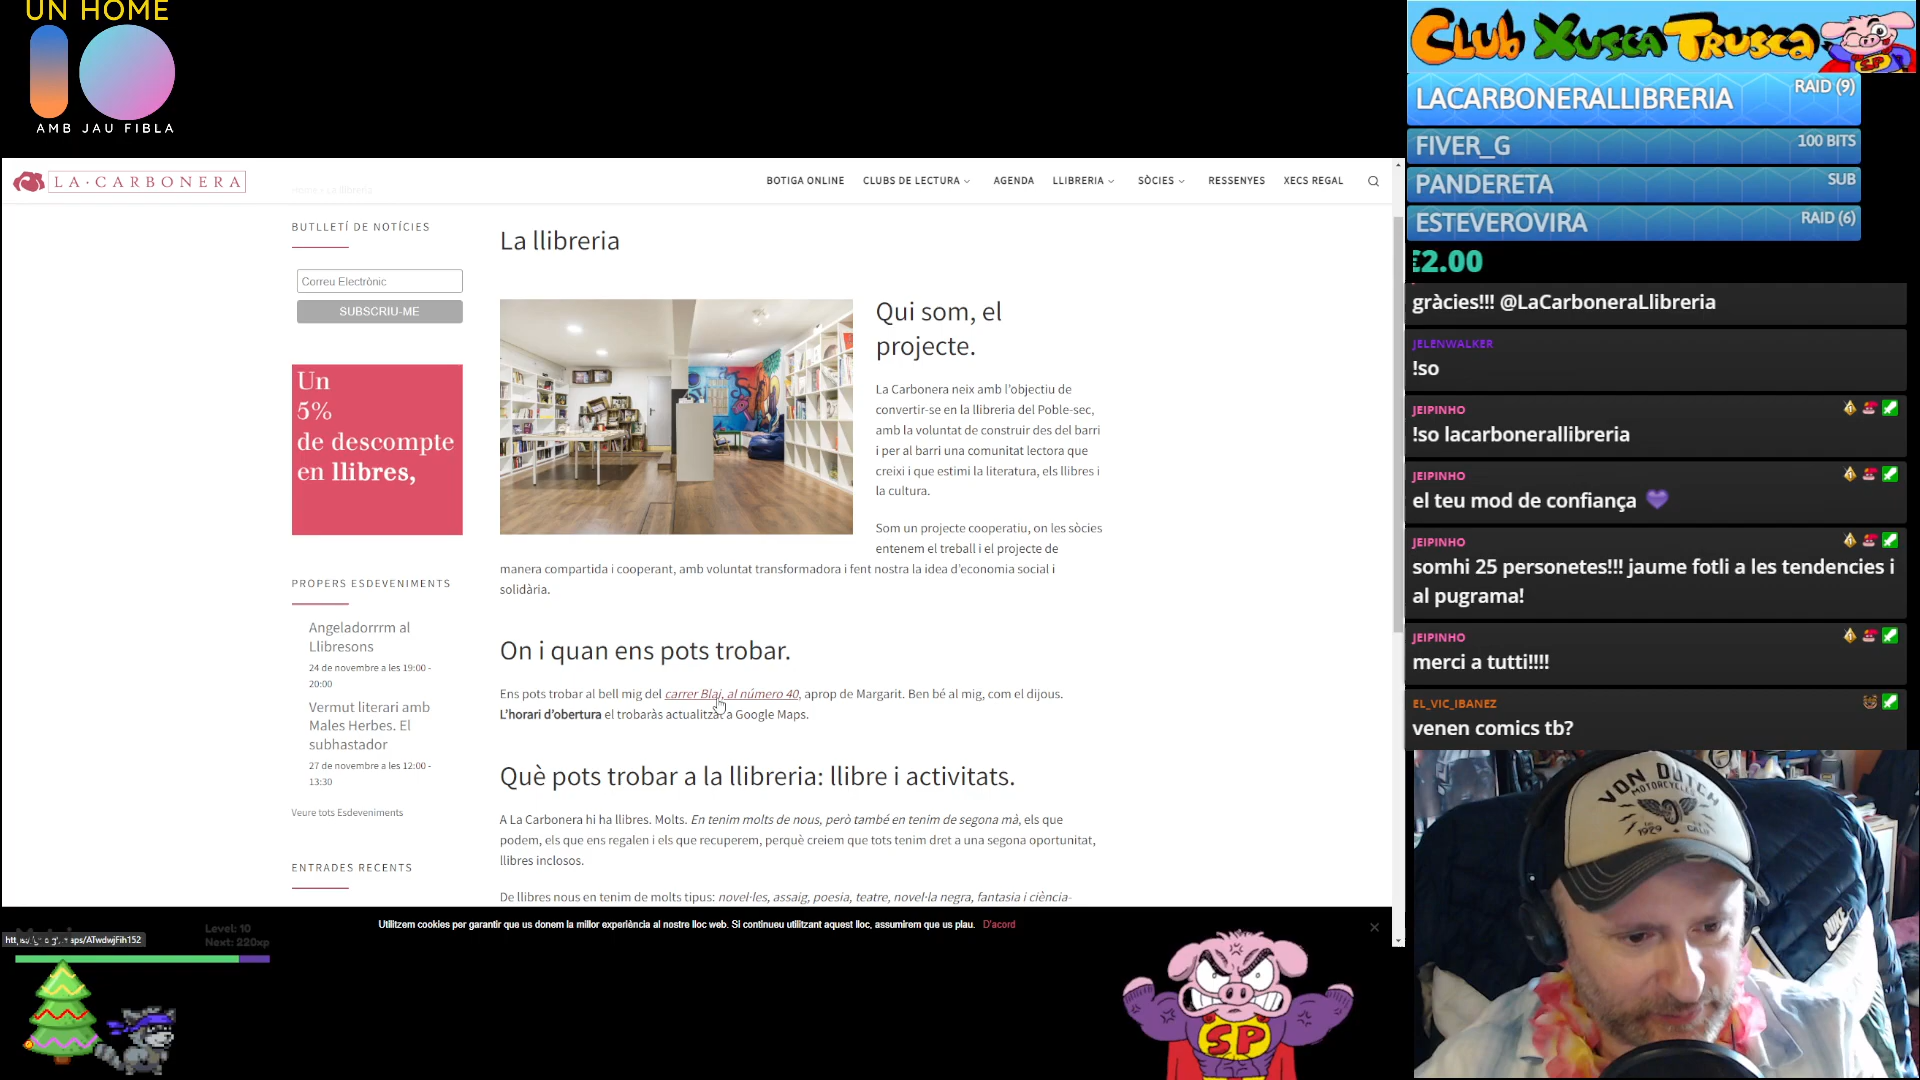 UN HOME
10
AMB JAU FIBLA
LA·CARBONERA
BOTIGA ONLINE
CLUBS DE LECTURA
AGENDA
LLIBRERIA
SÒCIES
RESSENYES
XECS REGAL
BUTLLETÍ DE NOTÍCIES
Correu Electrònic
SUBSCRIU-ME
Un
5%
de descompte
en llibres,
PROPERS ESDEVENIMENTS
Angeladorrrm al
Llibresons
24 de novembre a les 19:00 -
20:00
Vermut literari amb
Males Herbes. El
subhastador
27 de novembre a les 12:00 -
13:30
Veure tots Esdeveniments
ENTRADES RECENTS
La llibreria
Qui som, el
projecte.
La Carbonera neix amb l'objectiu de
convertir-se en la llibreria del Poble-sec,
amb la voluntat de construir des del barri
i per al barri una comunitat lectora que
creixi i que estimi la literatura, els llibres i
la cultura.
Som un projecte cooperatiu, on les sòcies
entenem el treball i el projecte de
manera compartida i cooperant, amb voluntat transformadora i fent nostra la idea d'economia social i
solidària.
On i quan ens pots trobar.
Ens pots trobar al bell mig del carrer Blai, al número 40, aprop de Margarit. Ben bé al mig, com el dijous.
L'horari d'obertura el trobaràs actualitzat a Google Maps.
Què pots trobar a la llibreria: llibre i activitats.
A La Carbonera hi ha llibres. Molts. En tenim molts de nous, però també en tenim de segona mà, els que
podem, els que ens regalen i els que recuperem, perquè creiem que tots tenim dret a una segona oportunitat,
llibres inclosos.
De llibres nous en tenim de molts tipus: novel·les, assaig, poesia, teatre, novel·la negra, fantasia i ciència-
Utilitzem cookies per garantir que us donem la millor experiència al nostre lloc web. Si continueu utilitzant aquest lloc, assumirem que us plau. D'acord
Level: 10
Next: 220xp
SP
CLUB XUSCA TRUSCA
SP
LACARBONERALLIBRERIA RAID (9)
FIVER_G 100 BITS
PANDERETA SUB
ESTEVEROVIRA RAID (6)
£2.00
gràcies!!! @LaCarboneraLlibreria
JELENWALKER
!so
JEIPINHO
!so lacarbonerallibreria
JEIPINHO
el teu mod de confiança
JEIPINHO
somhi 25 personetes!!! jaume fotli a les tendencies i
al pugrama!
JEIPINHO
merci a tutti!!!!
EL_VIC_IBANEZ
venen comics tb?
VON DUTCH
MOTORCYCLES
1929 CALIF
NIKE